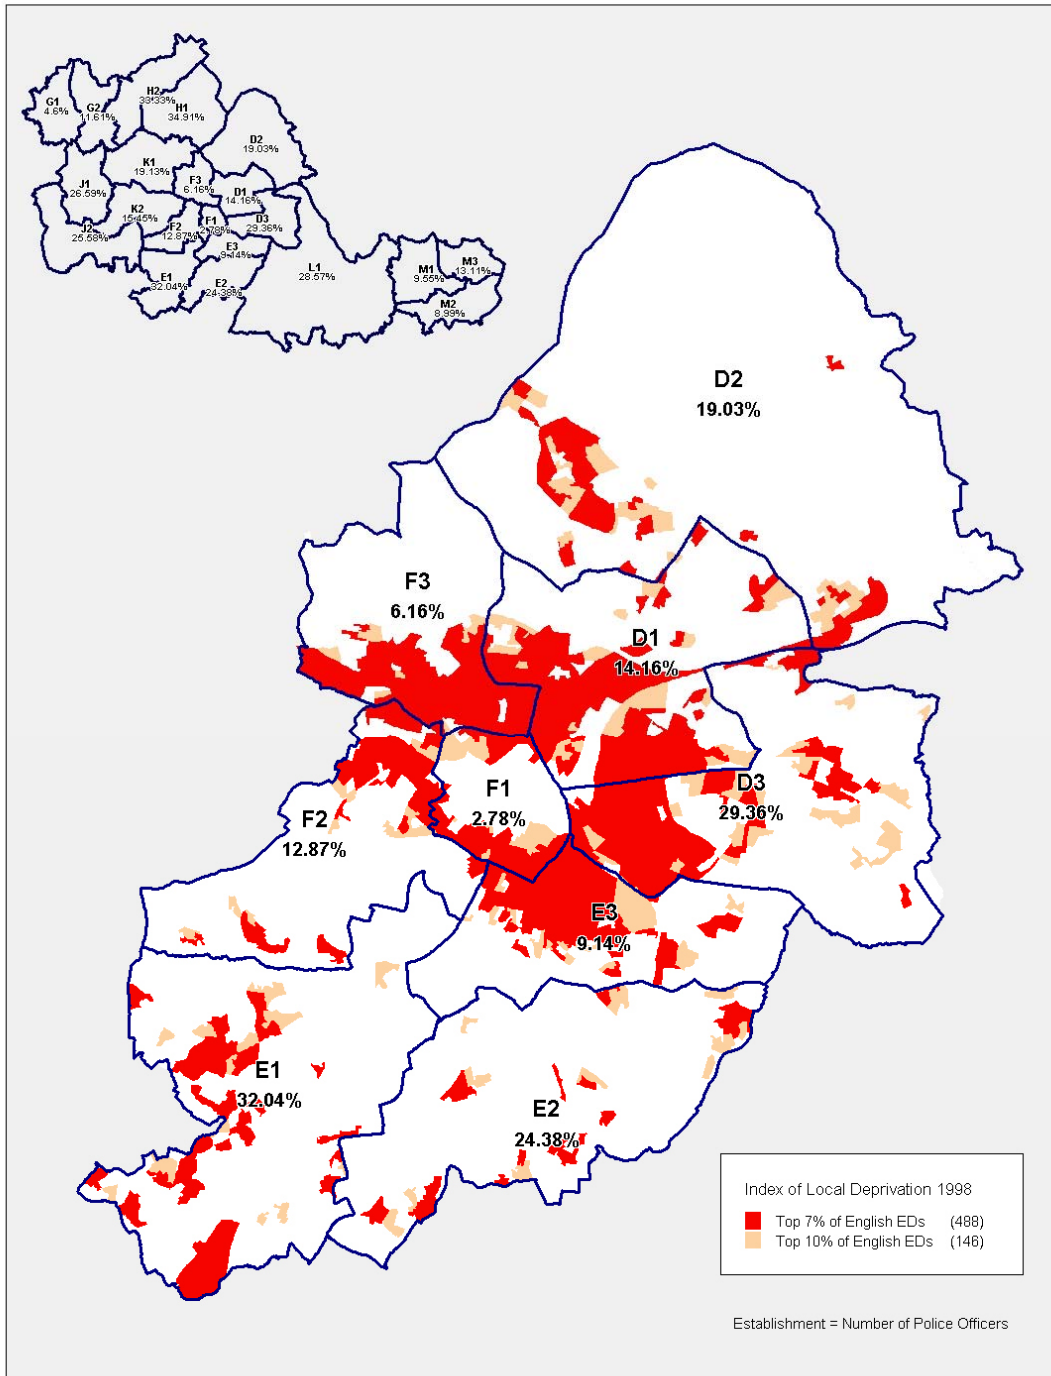 H2
33.33%
G1
4.6%
G2
11.61%
H1
34.91%
D2
19.03%
K1
19.13%
F3
6.16%
J1
26.59%
D1
14.16%
K2
15.45%
F2
12.87%
F1
2.78%
D3
29.36%
J2
25.58%
E3
9.14%
L1
28.57%
M1
9.55%
M3
13.11%
E1
32.04%
E2
24.38%
M2
8.99%
D2
19.03%
F3
6.16%
D1
14.16%
F1
2.78%
D3
29.36%
F2
12.87%
E3
9.14%
E1
32.04%
E2
24.38%
Index of Local Deprivation 1998
Top 7% of English EDs (488)
Top 10% of English EDs (146)
Establishment = Number of Police Officers